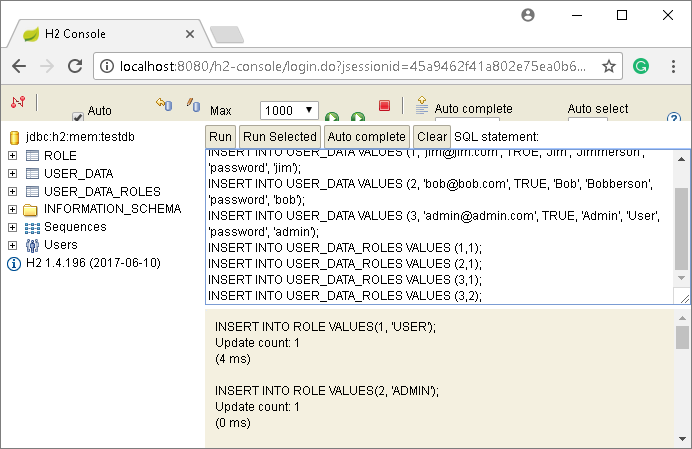 H2 Console
localhost:8080/h2-console/login.do?jsessionid=45a9462f41a802e75ea0b6...
Auto
Max
1000
Auto complete
Auto select
jdbc:h2:mem:testdb
ROLE
USER_DATA
USER_DATA_ROLES
INFORMATION_SCHEMA
Sequences
Users
H2 1.4.196 (2017-06-10)
Run
Run Selected
Auto complete
Clear
SQL statement:
INSERT INTO USER_DATA VALUES (1, 'jim@jim.com', TRUE, 'Jim', 'Jimmerson',
'password', 'jim');
INSERT INTO USER_DATA VALUES (2, 'bob@bob.com', TRUE, 'Bob', 'Bobberson',
'password', 'bob');
INSERT INTO USER_DATA VALUES (3, 'admin@admin.com', TRUE, 'Admin', 'User',
'password', 'admin');
INSERT INTO USER_DATA_ROLES VALUES (1,1);
INSERT INTO USER_DATA_ROLES VALUES (2,1);
INSERT INTO USER_DATA_ROLES VALUES (3,1);
INSERT INTO USER_DATA_ROLES VALUES (3,2);
INSERT INTO ROLE VALUES(1, 'USER');
Update count: 1
(4 ms)
INSERT INTO ROLE VALUES(2, 'ADMIN');
Update count: 1
(0 ms)